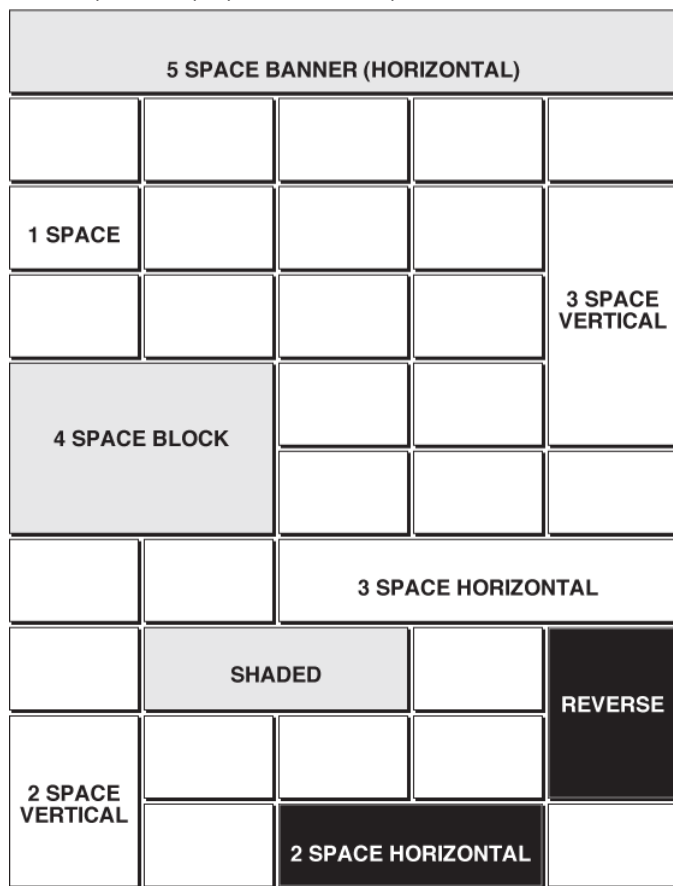 5 SPACE BANNER (HORIZONTAL)
1 SPACE
3 SPACE
VERTICAL
4 SPACE BLOCK
3 SPACE HORIZONTAL
SHADED
REVERSE
2 SPACE
VERTICAL
2 SPACE HORIZONTAL